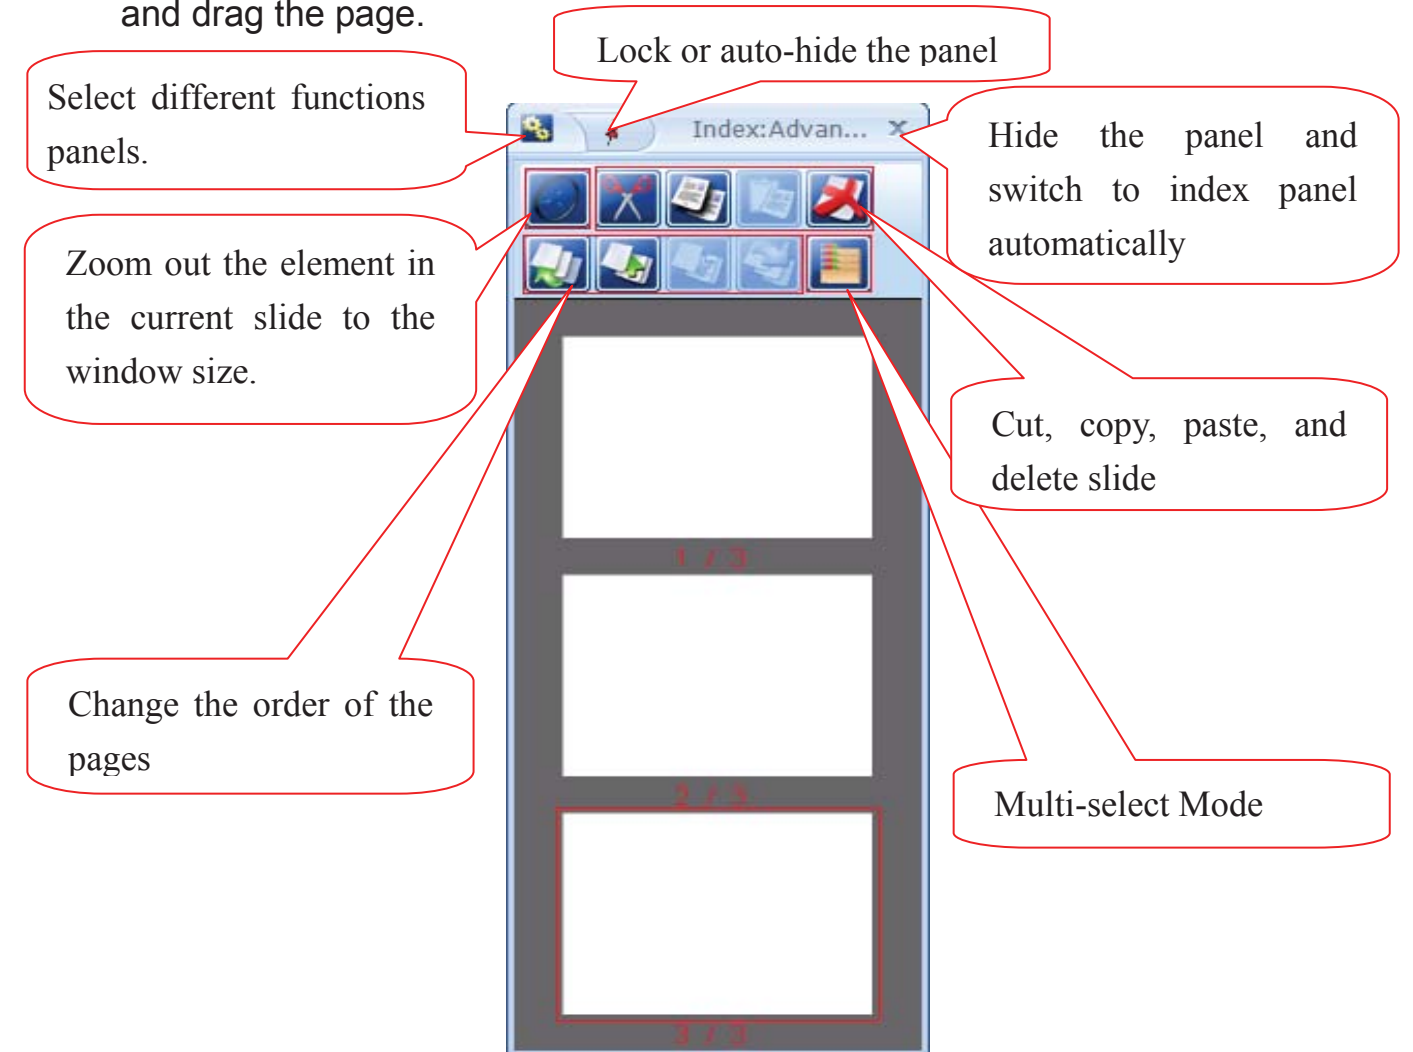 and drag the page.
Lock or auto-hide the panel
Select different functions
panels.
Index:Advan...
Hide the panel and
switch to index panel
automatically
Zoom out the element in
the current slide to the
window size.
Cut, copy, paste, and
delete slide
1 / 3
Change the order of the
pages
2 / 3
Multi-select Mode
3 / 3